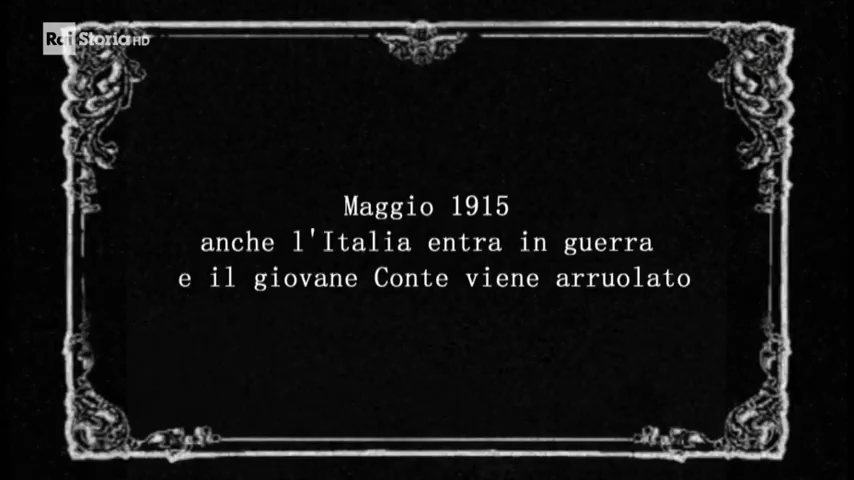 Rai Storia HD
Maggio 1915
anche l'Italia entra in guerra
e il giovane Conte viene arruolato